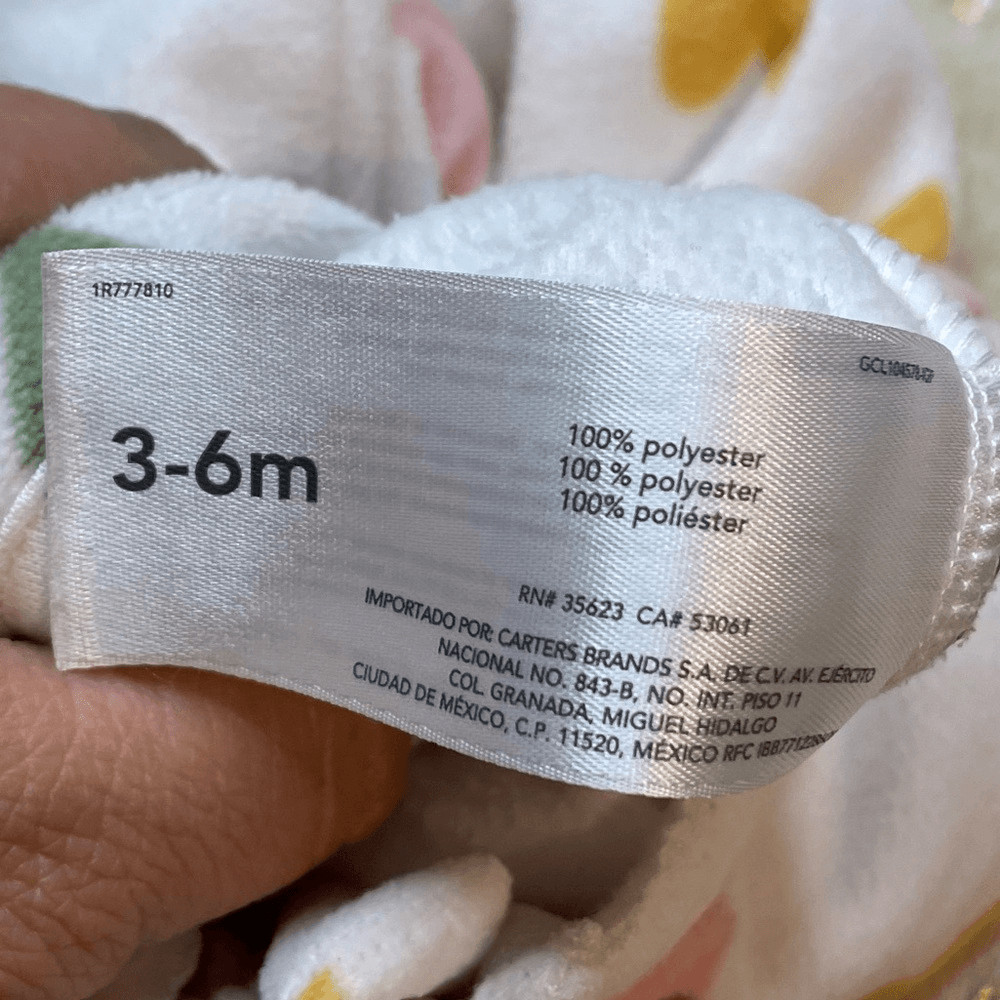 1R777810
3-6m
100% polyester
100 % polyester
100% poliéster
RN# 35623 CA# 53061
IMPORTADO POR: CARTERS BRANDS S.A. DE C.V. AV. EJÉRCITO
NACIONAL NO. 843-B, NO. INT. PISO 11
COL. GRANADA, MIGUEL HIDALGO
CIUDAD DE MÉXICO, C.P. 11520, MÉXICO RFC